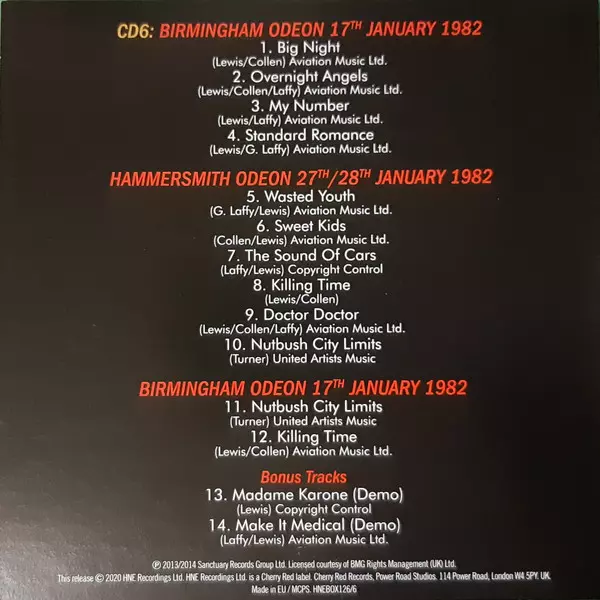 CD6: BIRMINGHAM ODEON 17TH JANUARY 1982
1. Big Night
(Lewis/Collen) Aviation Music Ltd.
2. Overnight Angels
(Lewis/Collen/Laffy) Aviation Music Ltd.
3. My Number
(Lewis/Laffy) Aviation Music Ltd.
4. Standard Romance
(Lewis/G. Laffy) Aviation Music Ltd.
HAMMERSMITH ODEON 27TH/28TH JANUARY 1982
5. Wasted Youth
(G. Laffy/Lewis) Aviation Music Ltd.
6. Sweet Kids
(Collen/Lewis) Aviation Music Ltd.
7. The Sound Of Cars
(Laffy/Lewis) Copyright Control
8. Killing Time
(Lewis/Collen)
9. Doctor Doctor
(Lewis/Collen/Laffy) Aviation Music Ltd.
10. Nutbush City Limits
(Turner) United Artists Music
BIRMINGHAM ODEON 17TH JANUARY 1982
11. Nutbush City Limits
(Turner) United Artists Music
12. Killing Time
(Lewis/Collen) Aviation Music Ltd.
Bonus Tracks
13. Madame Karone (Demo)
(Lewis) Copyright Control
14. Make It Medical (Demo)
(Laffy/Lewis) Aviation Music Ltd.
℗ 2013/2014 Sanctuary Records Group Ltd. Licensed courtesy of BMG Rights Management (UK) Ltd.
This release © 2020 HNE Recordings Ltd. HNE Recordings Ltd. is a Cherry Red label. Cherry Red Records, Power Road Studios, 114 Power Road, London W4 5PY. UK.
Made in EU / MCPS. HNEBOX126/6